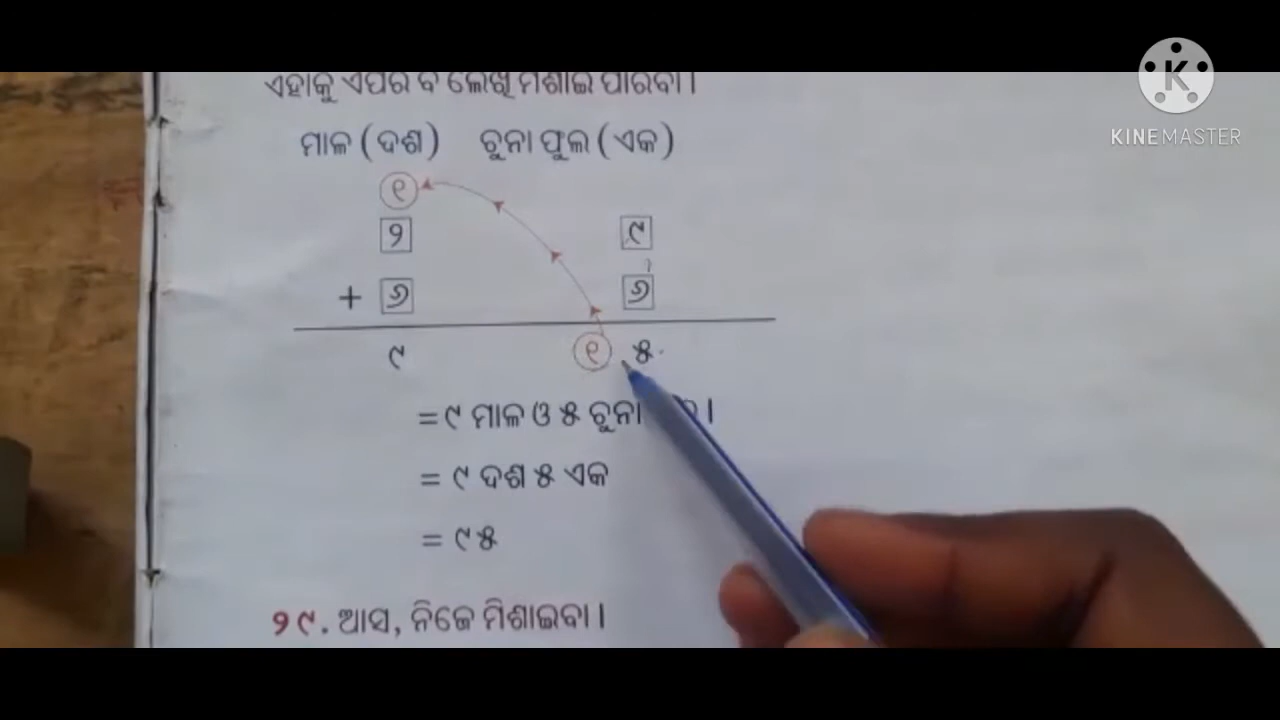 ଏହାକୁ ଏପରି ବି ଲେଖି ମିଶାଇ ପାରିବା ।
KINEMASTER
ମାଳ (ଦଶ) ଚୁନା ଫୁଲ (ଏକ)
୧
୨ ୯
+ ୬ ୬
୯ ୧ ୫
= ୯ ମାଳ ଓ ୫ ଚୁନା ।
= ୯ ଦଶ ୫ ଏକ
= ୯୫
୨୯. ଆସ, ନିଜେ ମିଶାଇବା ।